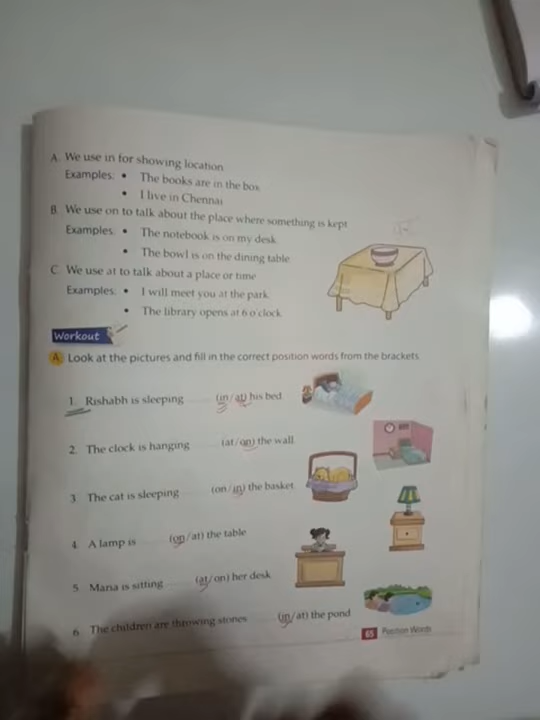 A. We use in for showing location
Examples: • The books are in the box
• I live in Chennai
B. We use on to talk about the place where something is kept
Examples: • The notebook is on my desk
• The bowl is on the dining table
C. We use at to talk about a place or time
Examples: • I will meet you at the park
• The library opens at 6 o'clock
Workout
A. Look at the pictures and fill in the correct position words from the brackets
1. Rishabh is sleeping (in/at) his bed
2. The clock is hanging (at/on) the wall
3. The cat is sleeping (on/in) the basket
4. A lamp is (on/at) the table
5. Maria is sitting (at/on) her desk
6. The children are throwing stones (in/at) the pond
65 Position Words